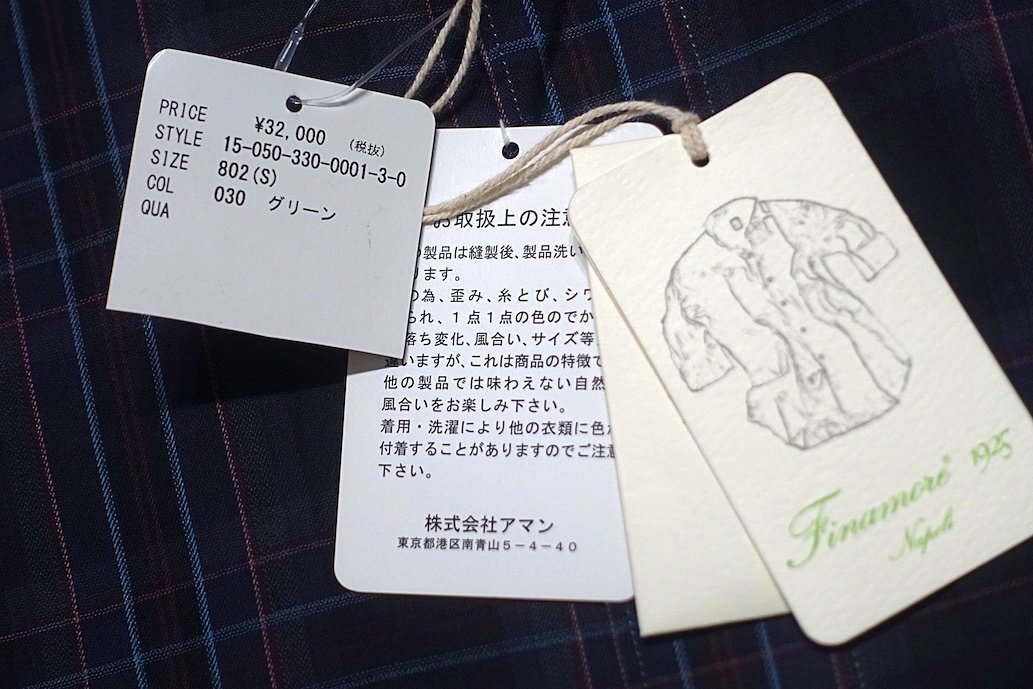 PRICE ¥32,000 (税抜)
STYLE 15-050-330-0001-3-0
SIZE 802(S)
COL 030 グリーン
QUA
お取扱上の注意
の製品は縫製後、製品洗い
ります。
の為、歪み、糸とび、シワ
られ、1点1点の色のでか
落ち変化、風合い、サイズ等
違いますが、これは商品の特徴で
他の製品では味わえない自然
風合いをお楽しみ下さい。
着用・洗濯により他の衣類に色が
付着することがありますのでご注意
下さい。
株式会社アマン
東京都港区南青山5-4-40
Finamore® 1925
Napoli